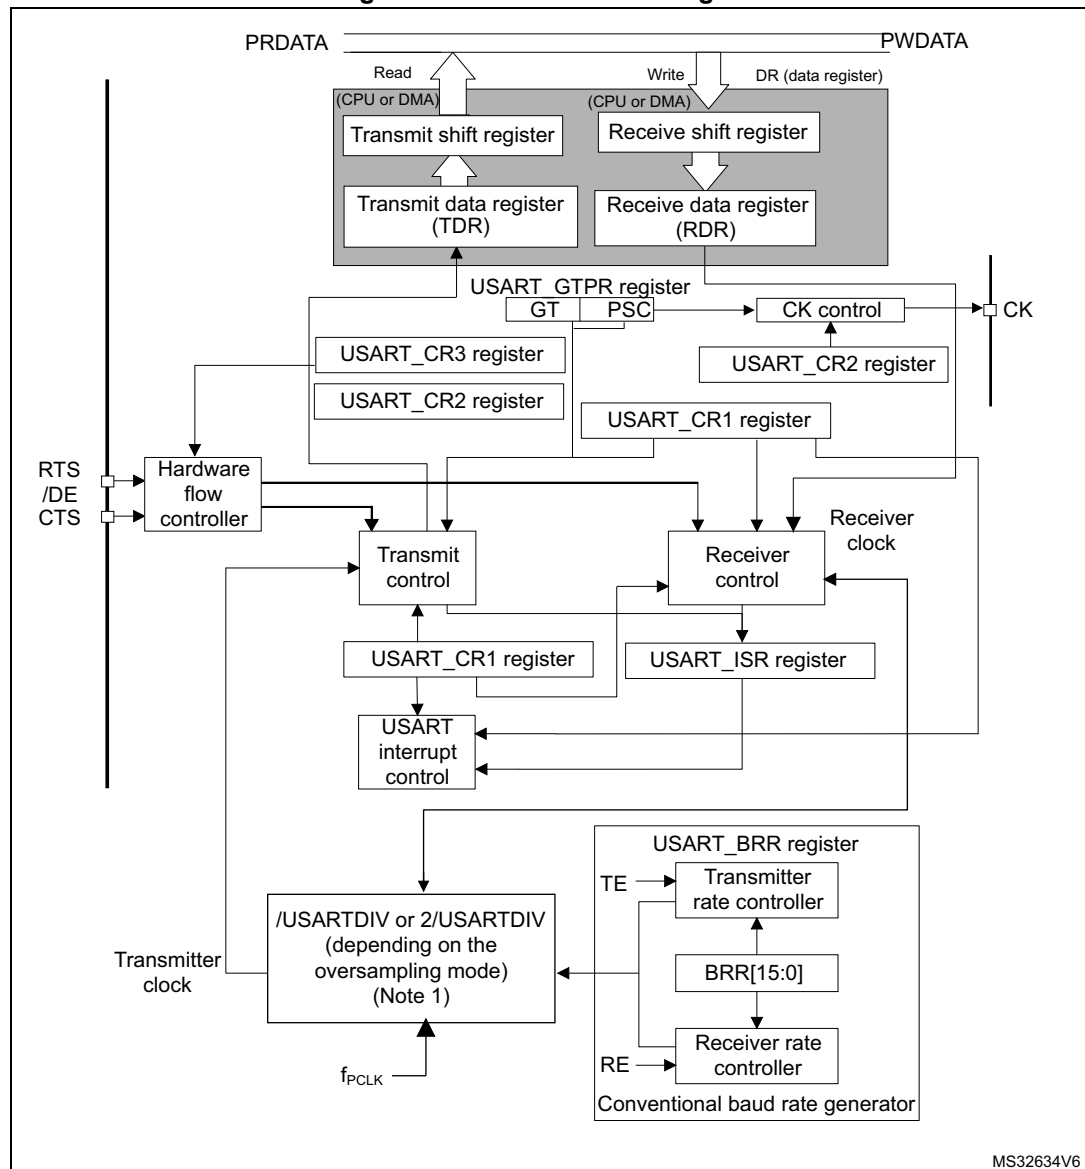 PRDATA
PWDATA
Read
Write
DR (data register)
(CPU or DMA)
(CPU or DMA)
Transmit shift register
Receive shift register
Transmit data register
(TDR)
Receive data register
(RDR)
USART_GTPR register
GT
PSC
CK control
CK
USART_CR3 register
USART_CR2 register
USART_CR2 register
USART_CR1 register
RTS
/DE
CTS
Hardware
flow
controller
Transmit
control
Receiver
control
Receiver
clock
USART_CR1 register
USART_ISR register
USART
interrupt
control
USART_BRR register
TE
Transmitter
rate controller
/USARTDIV or 2/USARTDIV
(depending on the
oversampling mode)
(Note 1)
Transmitter
clock
BRR[15:0]
Receiver rate
controller
RE
fPCLK
Conventional baud rate generator
MS32634V6